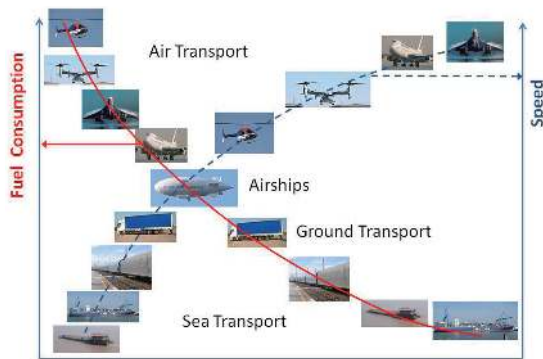 Air Transport
Fuel Consumption
Speed
Airships
Ground Transport
Sea Transport